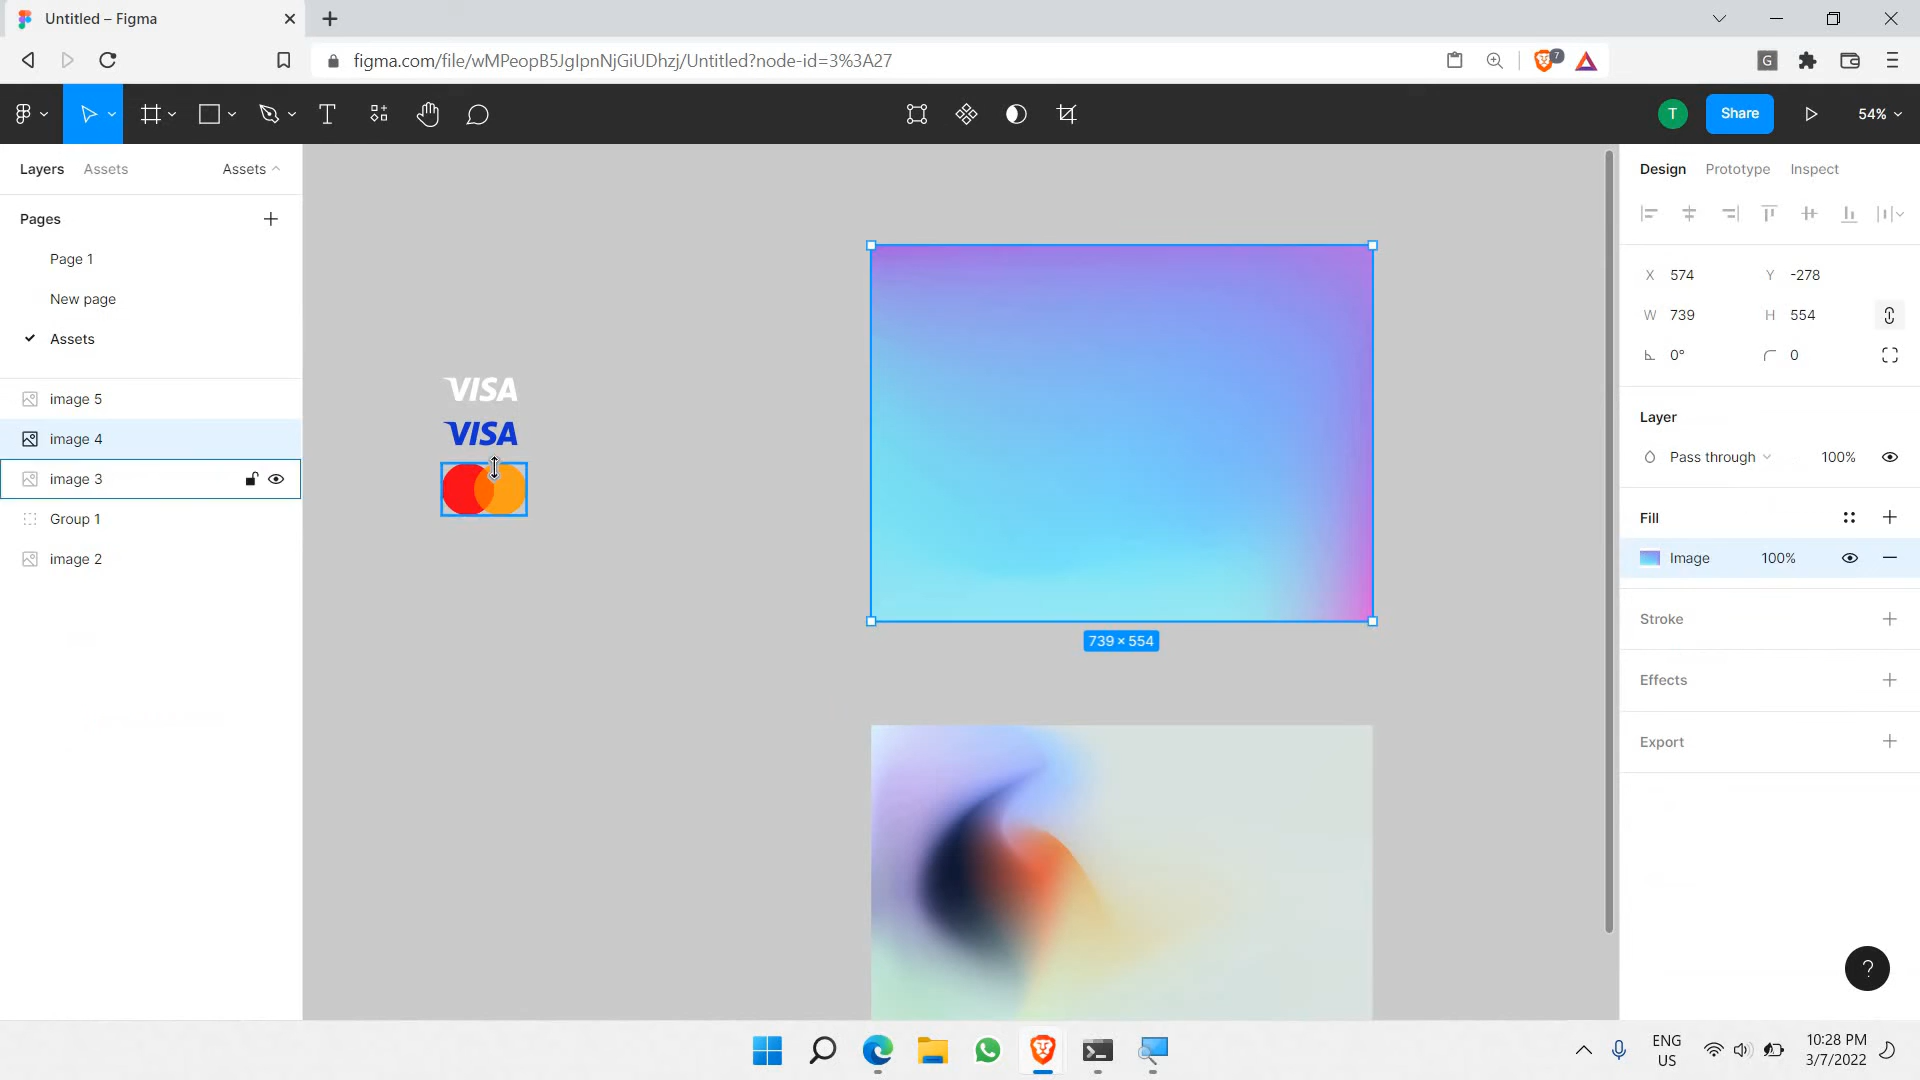 Untitled – Figma
figma.com/file/wMPeopB5JgIpnNjGiUDhzj/Untitled?node-id=3%3A27
7
G
T
Share
54%
Layers
Assets
Assets
Pages
Page 1
New page
Assets
image 5
image 4
image 3
Group 1
image 2
VISA
VISA
739 × 554
Design
Prototype
Inspect
X 574
Y -278
W 739
H 554
0°
0
Layer
Pass through
100%
Fill
Image
100%
Stroke
Effects
Export
?
ENG
US
10:28 PM
3/7/2022